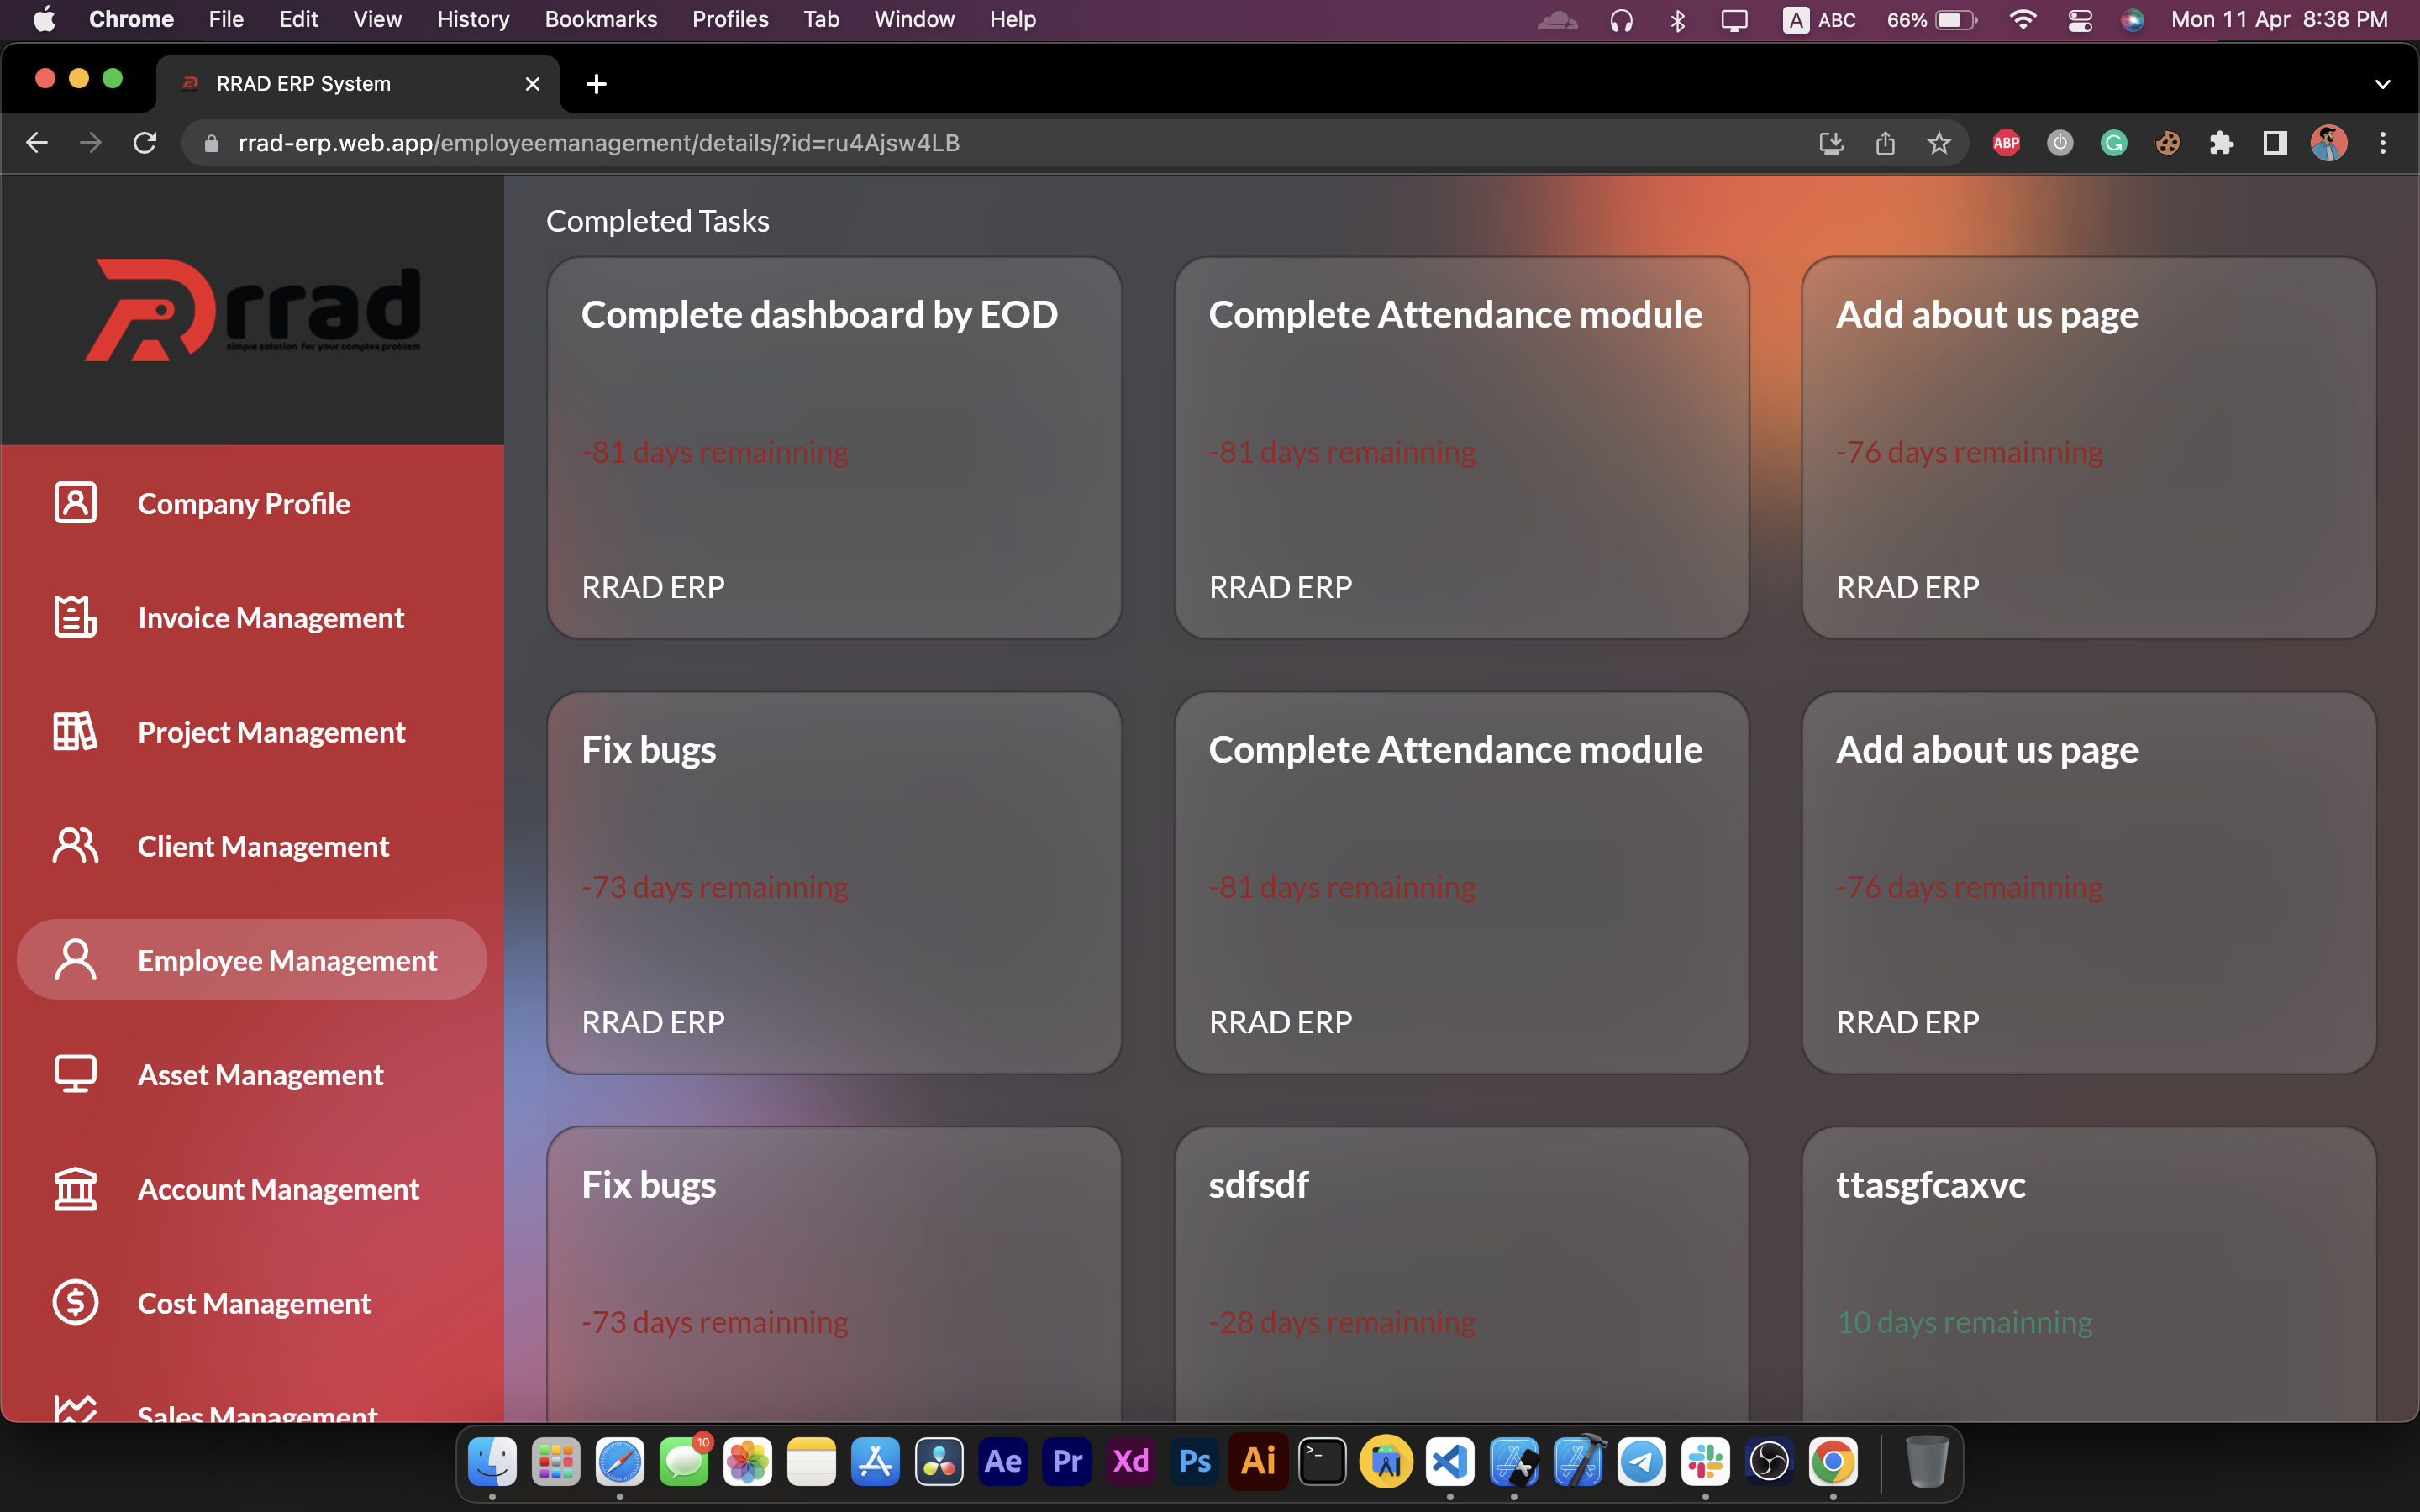 Chrome File Edit View History Bookmarks Profiles Tab Window Help A ABC 66% Mon 11 Apr 8:38 PM
RRAD ERP System
rrad-erp.web.app/employeemanagement/details/?id=ru4Ajsw4LB
ABP
rrad
simple solution for your complex problem
Company Profile
Invoice Management
Project Management
Client Management
Employee Management
Asset Management
Account Management
Cost Management
Sales Management
Completed Tasks
Complete dashboard by EOD
-81 days remainning
RRAD ERP
Complete Attendance module
-81 days remainning
RRAD ERP
Add about us page
-76 days remainning
RRAD ERP
Fix bugs
-73 days remainning
RRAD ERP
Complete Attendance module
-81 days remainning
RRAD ERP
Add about us page
-76 days remainning
RRAD ERP
Fix bugs
-73 days remainning
sdfsdf
-28 days remainning
ttasgfcaxvc
10 days remainning
10
Ae Pr Xd Ps Ai